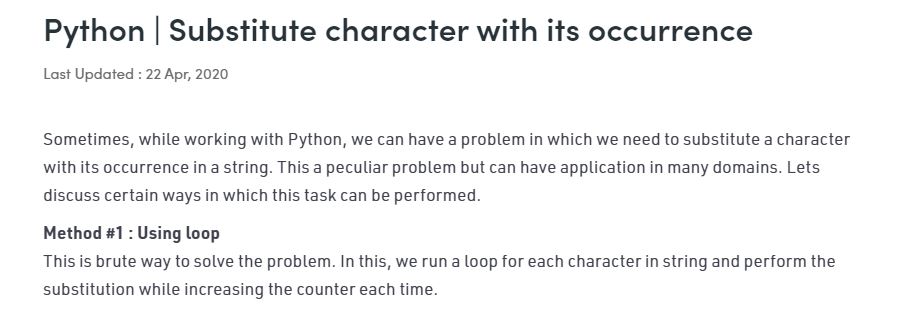 Python | Substitute character with its occurrence
Last Updated : 22 Apr, 2020
Sometimes, while working with Python, we can have a problem in which we need to substitute a character
with its occurrence in a string. This a peculiar problem but can have application in many domains. Lets
discuss certain ways in which this task can be performed.
Method #1 : Using loop
This is brute way to solve the problem. In this, we run a loop for each character in string and perform the
substitution while increasing the counter each time.